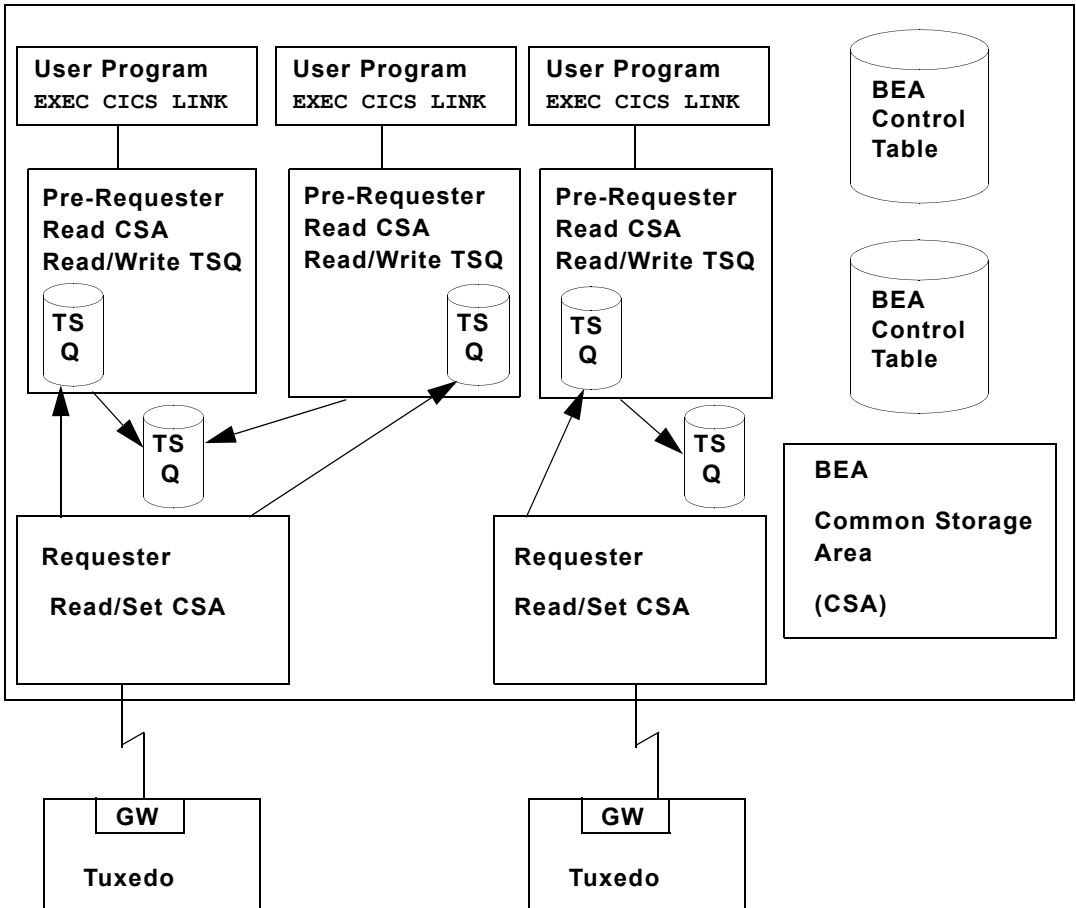 User Program
EXEC CICS LINK
User Program
EXEC CICS LINK
User Program
EXEC CICS LINK
BEA
Control
Table
Pre-Requester
Read CSA
Read/Write TSQ
TS
Q
Pre-Requester
Read CSA
Read/Write TSQ
TS
Q
Pre-Requester
Read CSA
Read/Write TSQ
TS
Q
BEA
Control
Table
TS
Q
TS
Q
BEA
Common Storage
Area
(CSA)
Requester
Read/Set CSA
Requester
Read/Set CSA
GW
Tuxedo
GW
Tuxedo